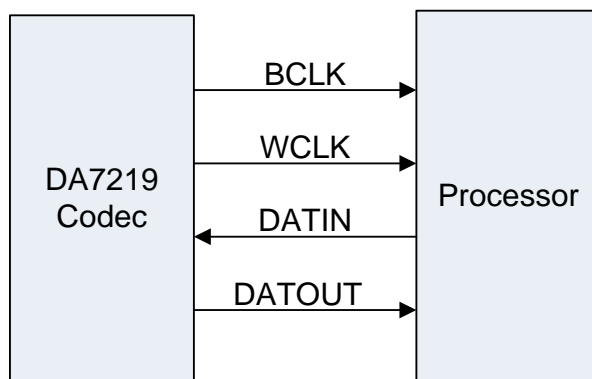 DA7219
Codec
BCLK
WCLK
DATIN
DATOUT
Processor